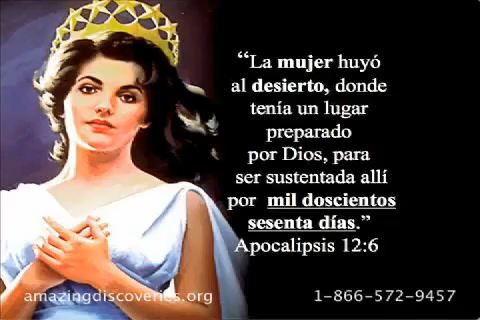 “La mujer huyó
al desierto, donde
tenía un lugar
preparado
por Dios, para
ser sustentada allí
por mil doscientos
sesenta días.”
Apocalipsis 12:6
amazingdiscoveries.org
1-866-572-9457